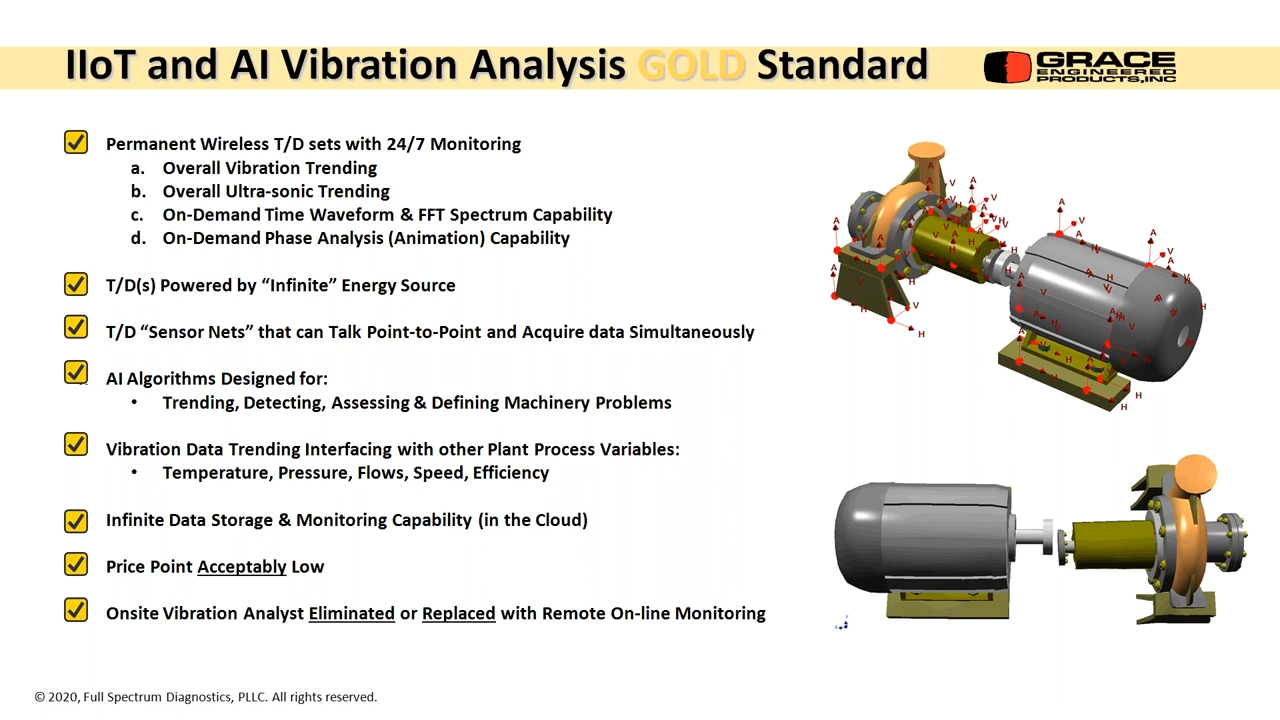 IIoT and AI Vibration Analysis GOLD Standard
GRACE
ENGINEERED
PRODUCTS, INC
Permanent Wireless T/D sets with 24/7 Monitoring
a. Overall Vibration Trending
b. Overall Ultra-sonic Trending
c. On-Demand Time Waveform & FFT Spectrum Capability
d. On-Demand Phase Analysis (Animation) Capability
T/D(s) Powered by “Infinite” Energy Source
T/D “Sensor Nets” that can Talk Point-to-Point and Acquire data Simultaneously
AI Algorithms Designed for:
• Trending, Detecting, Assessing & Defining Machinery Problems
Vibration Data Trending Interfacing with other Plant Process Variables:
• Temperature, Pressure, Flows, Speed, Efficiency
Infinite Data Storage & Monitoring Capability (in the Cloud)
Price Point Acceptably Low
Onsite Vibration Analyst Eliminated or Replaced with Remote On-line Monitoring
© 2020, Full Spectrum Diagnostics, PLLC. All rights reserved.